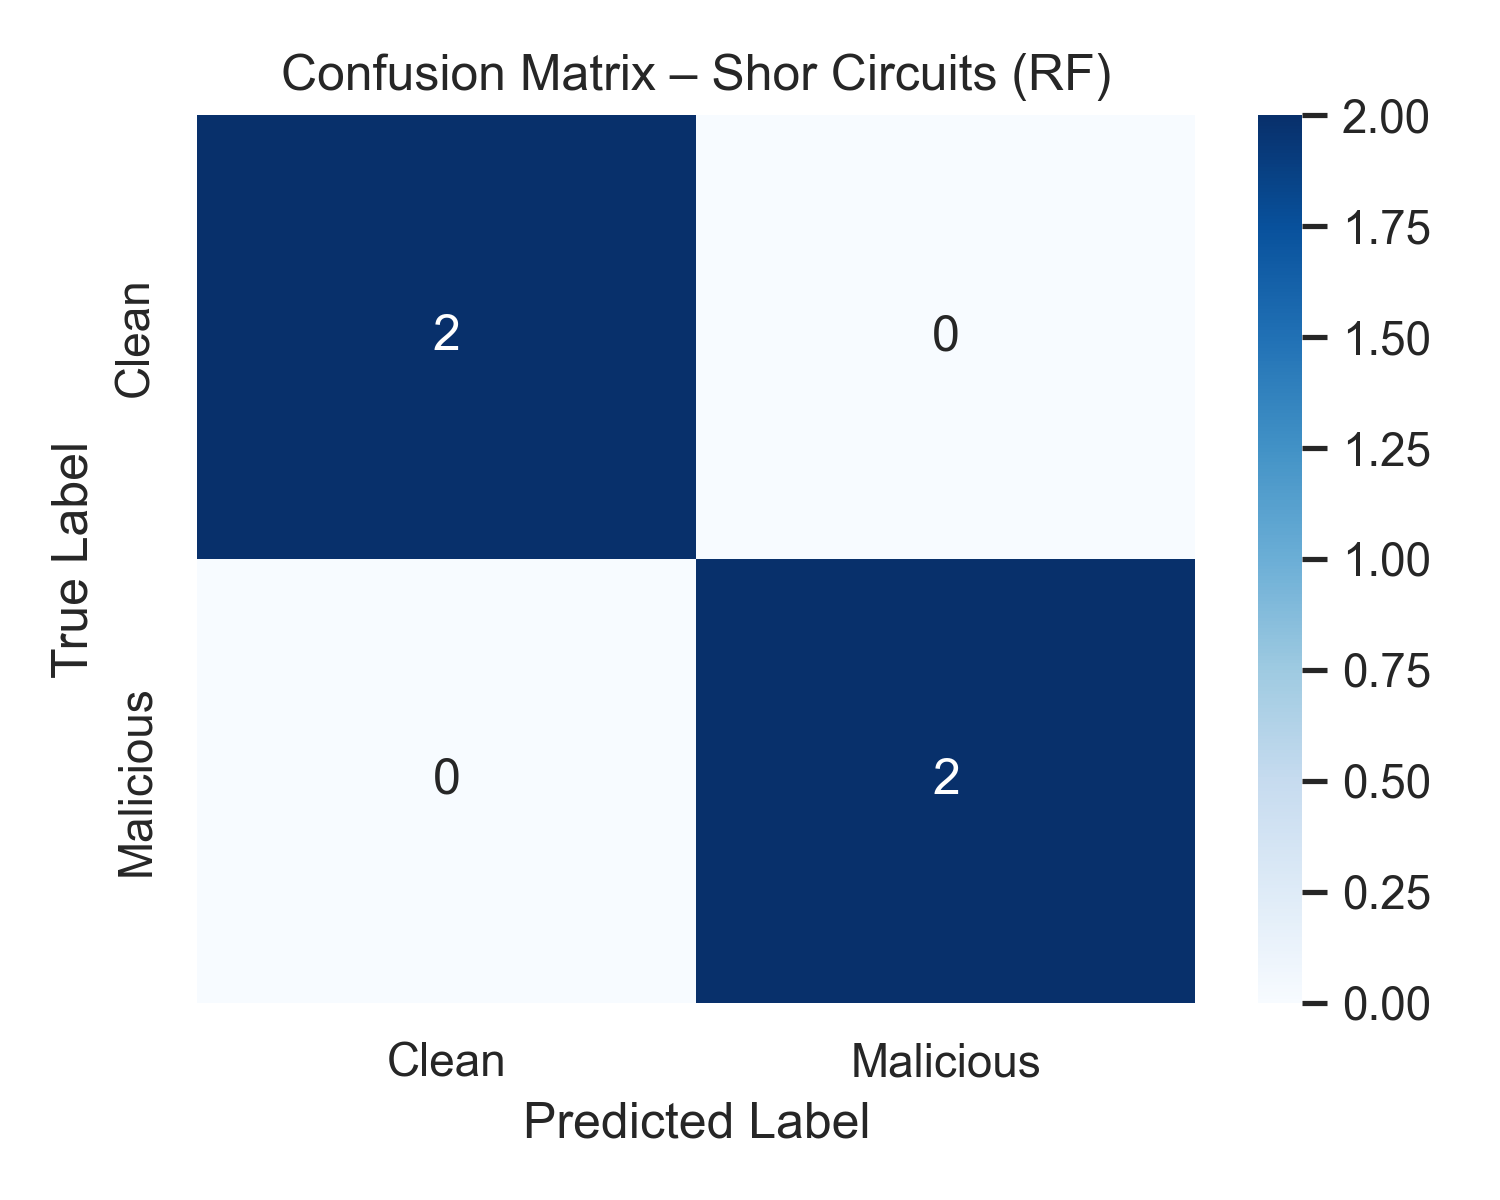 Confusion Matrix – Shor Circuits (RF)
True Label
Clean
Malicious
2
0
0
2
Clean
Malicious
Predicted Label
2.00
1.75
1.50
1.25
1.00
0.75
0.50
0.25
0.00